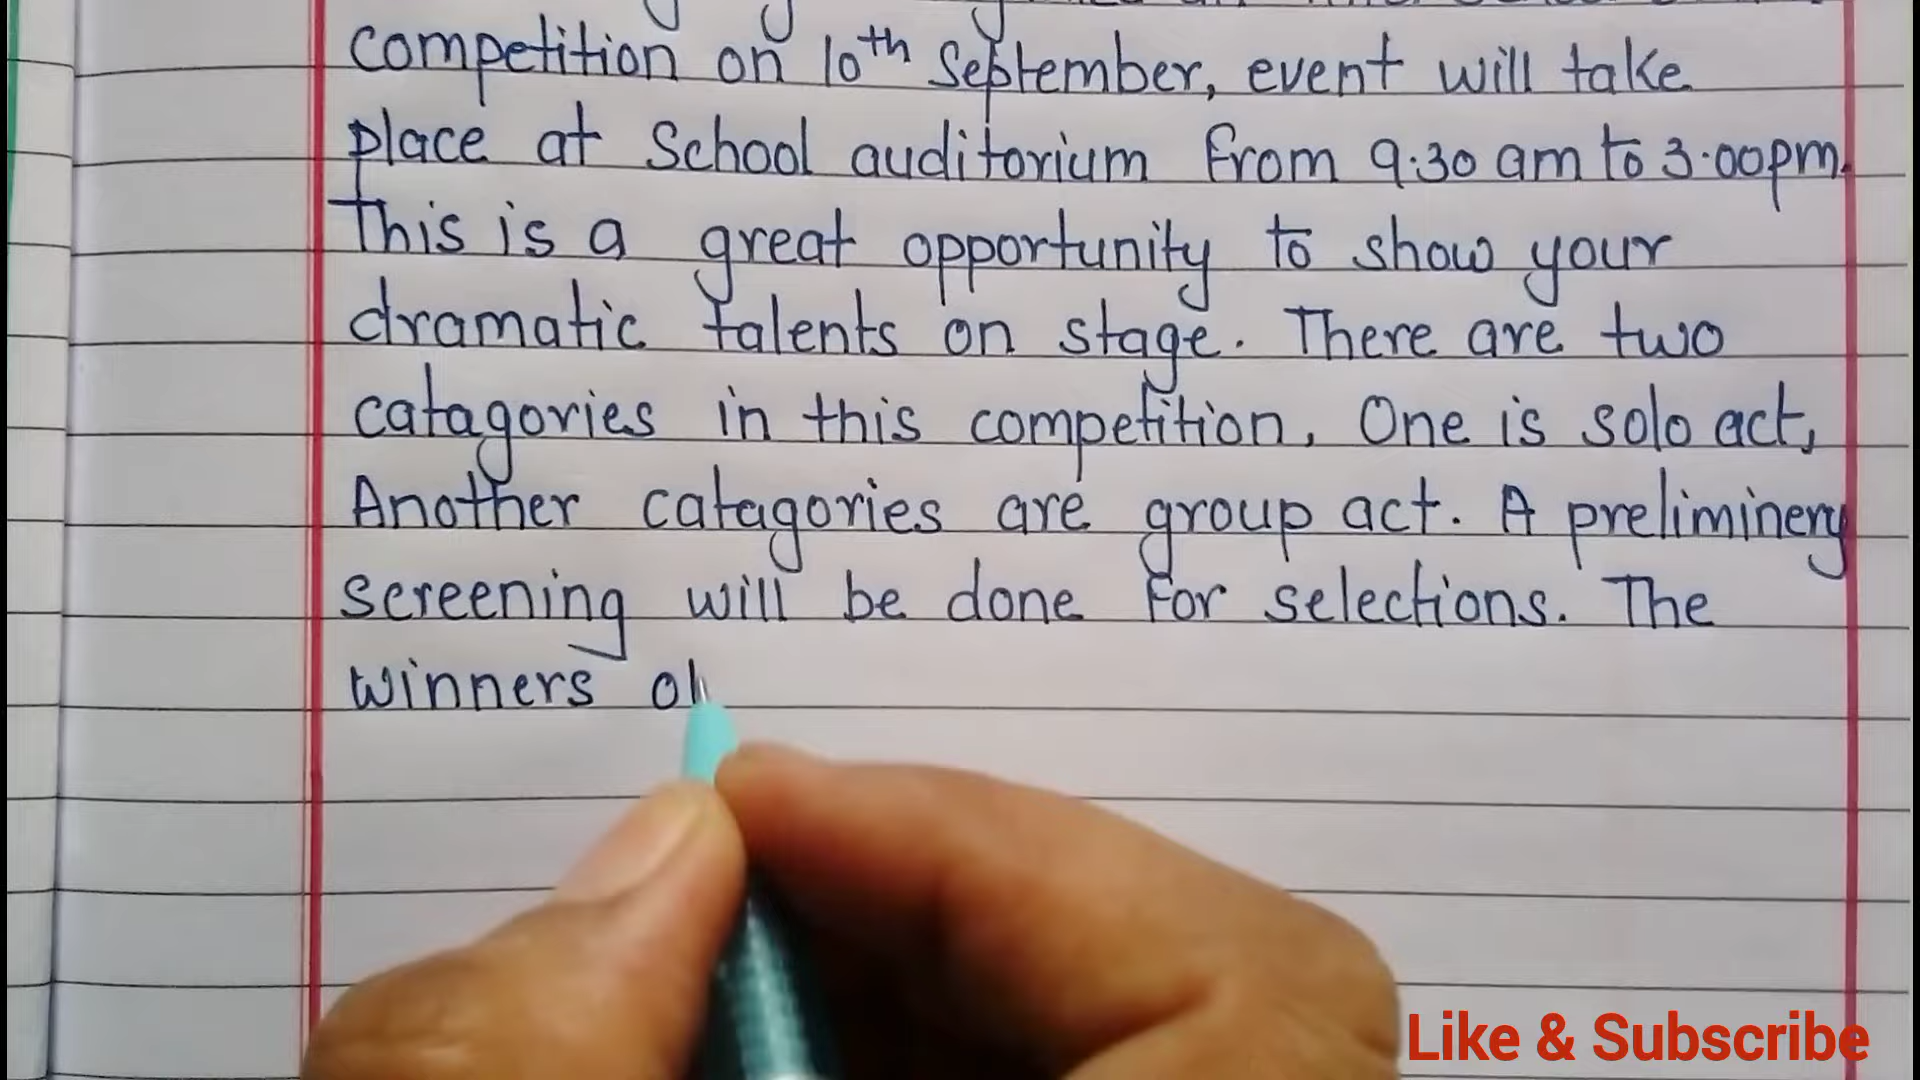 competition on 10th September, event will take
place at School auditorium from 9.30 am to 3.00pm.
This is a great opportunity to show your
dramatic talents on stage. There are two
catagories in this competition, One is solo act,
Another catagories are group act. A preliminery
screening will be done for selections. The
winners
Like & Subscribe